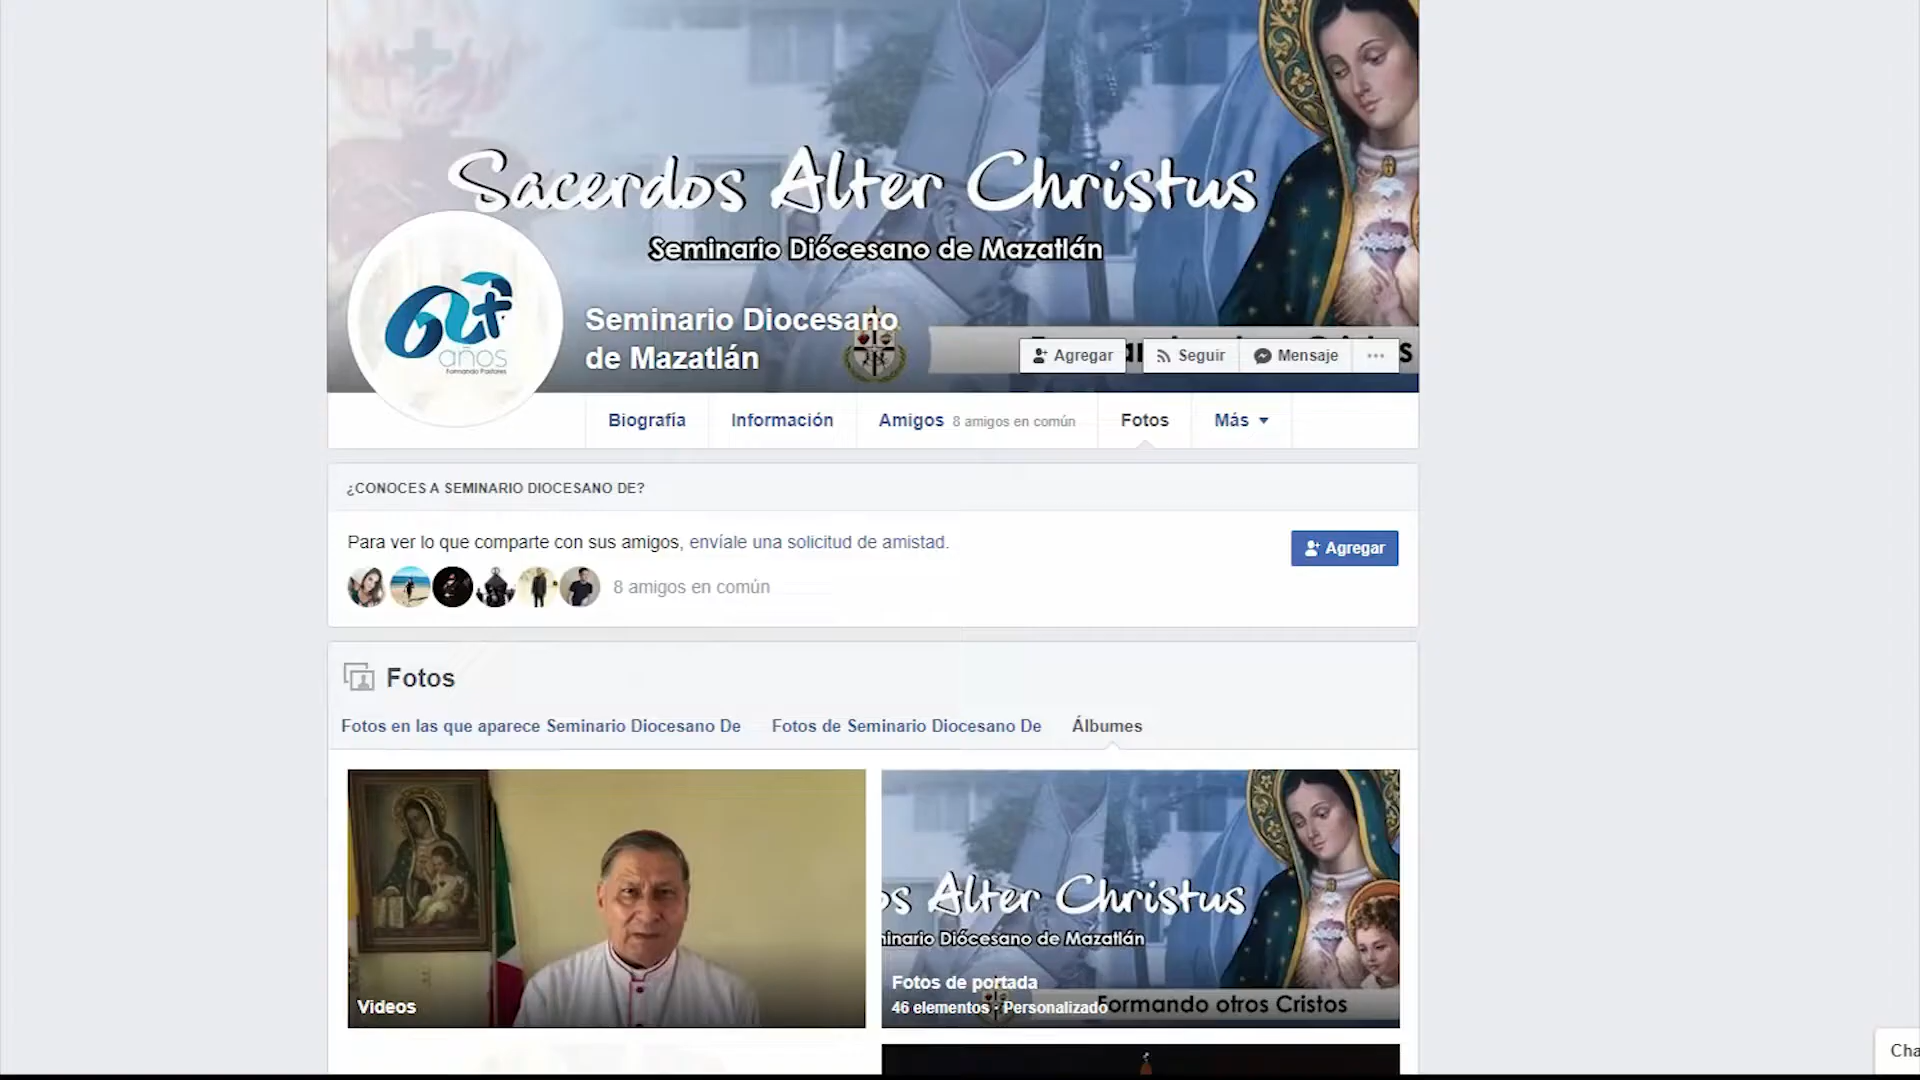 Sacerdos Alter Christus
Seminario Diócesano de Mazatlán
años
Formando Pastores
Seminario Diocesano
de Mazatlán
Agregar
Seguir
Mensaje
Biografía
Información
Amigos 8 amigos en común
Fotos
Más
¿CONOCES A SEMINARIO DIOCESANO DE?
Para ver lo que comparte con sus amigos, envíale una solicitud de amistad.
Agregar
8 amigos en común
Fotos
Fotos en las que aparece Seminario Diocesano De
Fotos de Seminario Diocesano De
Álbumes
Videos
os Alter Christus
inario Diócesano de Mazatlán
Fotos de portada
46 elementos · Personalizado
Formando otros Cristos
Cha